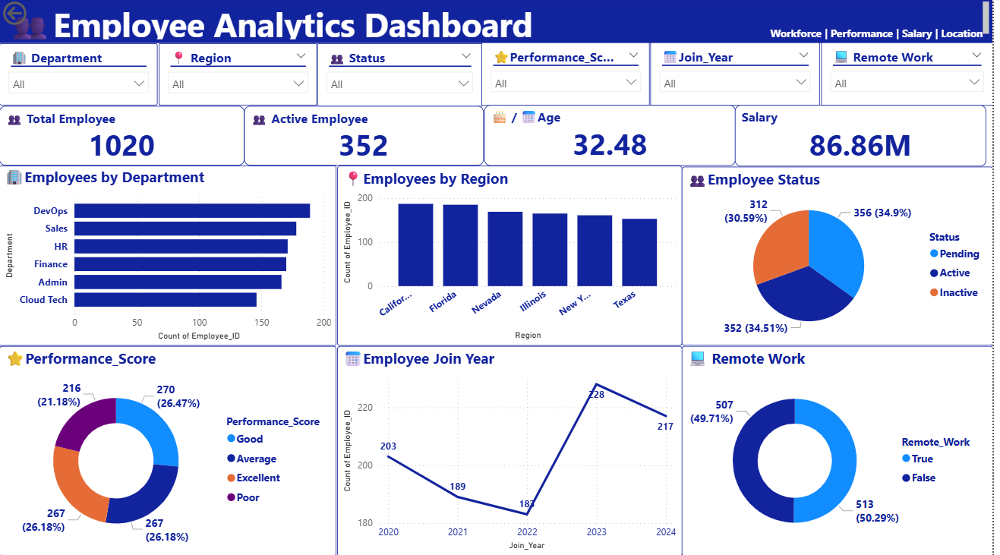 Employee Analytics Dashboard
Workforce | Performance | Salary | Location
Department
All
Region
All
Status
All
Performance_Sc...
All
Join_Year
All
Remote Work
All
Total Employee
1020
Active Employee
352
/ Age
32.48
Salary
86.86M
Employees by Department
Department
DevOps
Sales
HR
Finance
Admin
Cloud Tech
0 50 100 150 200
Count of Employee_ID
Employees by Region
Count of Employee_ID
200
100
0
Califor...
Florida
Nevada
Illinois
New Y...
Texas
Region
Employee Status
312
(30.59%)
356 (34.9%)
352 (34.51%)
Status
Pending
Active
Inactive
Performance_Score
216
(21.18%)
270
(26.47%)
267
(26.18%)
267
(26.18%)
Performance_Score
Good
Average
Excellent
Poor
Employee Join Year
Count of Employee_ID
220
200
180
203
189
183
228
217
2020 2021 2022 2023 2024
Join_Year
Remote Work
507
(49.71%)
513
(50.29%)
Remote_Work
True
False